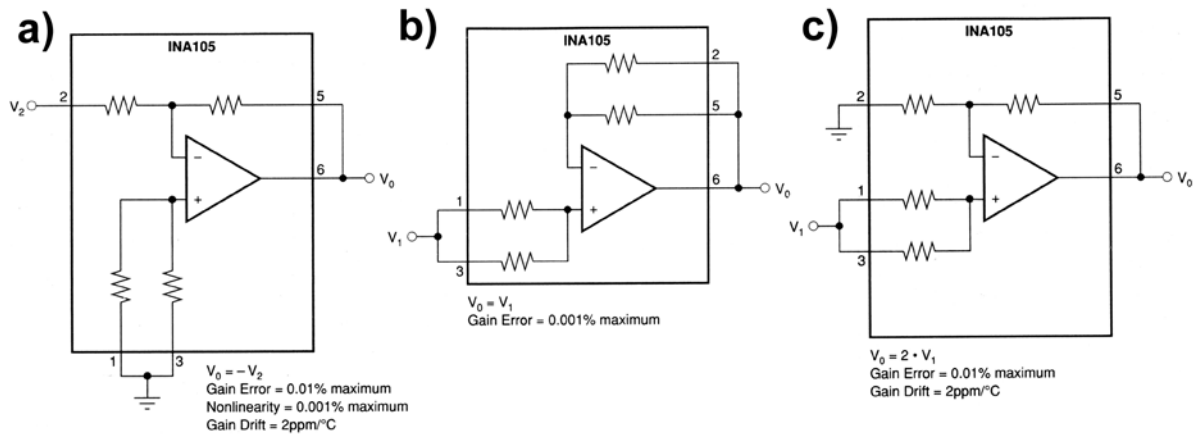 a)
INA105
V₂
2
5
6
V₀
1
3
V₀ = – V₂
Gain Error = 0.01% maximum
Nonlinearity = 0.001% maximum
Gain Drift = 2ppm/°C
b)
INA105
2
5
6
V₀
1
V₁
3
V₀ = V₁
Gain Error = 0.001% maximum
c)
INA105
2
5
6
V₀
1
V₁
3
V₀ = 2 • V₁
Gain Error = 0.01% maximum
Gain Drift = 2ppm/°C